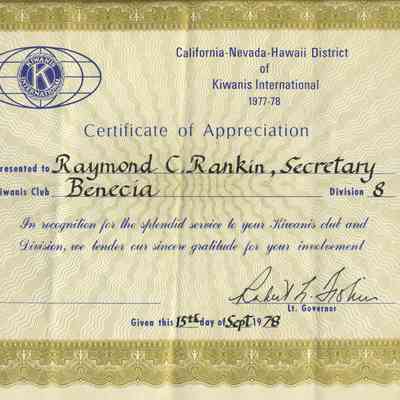 KIWANIS
K
INTERNATIONAL
California-Nevada-Hawaii District
of
Kiwanis International
1977-78
Certificate of Appreciation
resented to Raymond C. Rankin, Secretary
iwanis Club Benecia Division 8
In recognition for the splendid service to your Kiwanis club and
Division, we tender our sincere gratitude for your involvement
Lt. Governor
Given this 15th day of Sept 1978